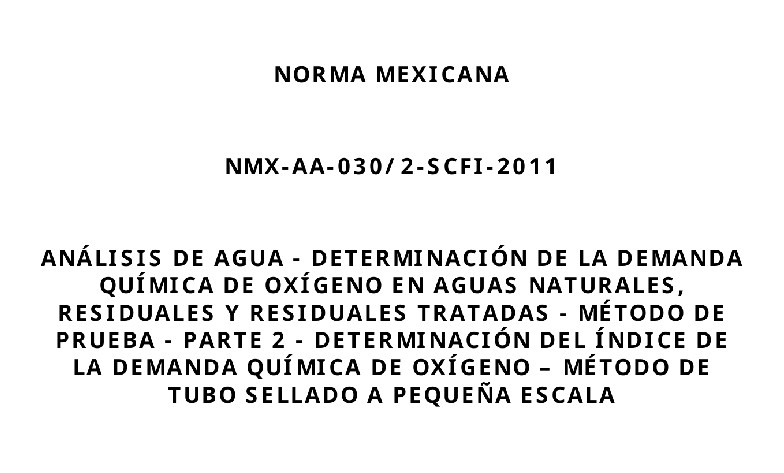 NORMA MEXICANA
NMX-AA-030/2-SCFI-2011
ANÁLISIS DE AGUA - DETERMINACIÓN DE LA DEMANDA
QUÍMICA DE OXÍGENO EN AGUAS NATURALES,
RESIDUALES Y RESIDUALES TRATADAS - MÉTODO DE
PRUEBA - PARTE 2 - DETERMINACIÓN DEL ÍNDICE DE
LA DEMANDA QUÍMICA DE OXÍGENO – MÉTODO DE
TUBO SELLADO A PEQUEÑA ESCALA